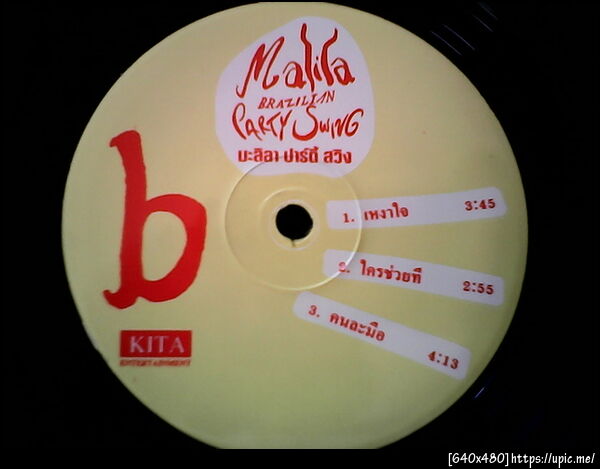 Malila
BRAZILIAN
PARTY SWING
มะลิลา ปาร์ตี้ สวิง
b
1. เหงาใจ 3:45
2. ใครช่วยที 2:55
3. คนละมือ 4:13
KITA
ENTERTAINMENT
[640x480]https://upic.me/